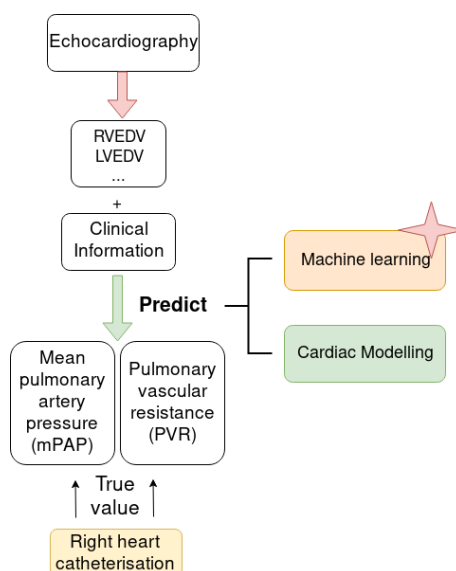 Echocardiography
RVEDV
LVEDV
...
+
Clinical
Information
Predict
Machine learning
Cardiac Modelling
Mean
pulmonary
artery
pressure
(mPAP)
Pulmonary
vascular
resistance
(PVR)
True
value
Right heart
catheterisation